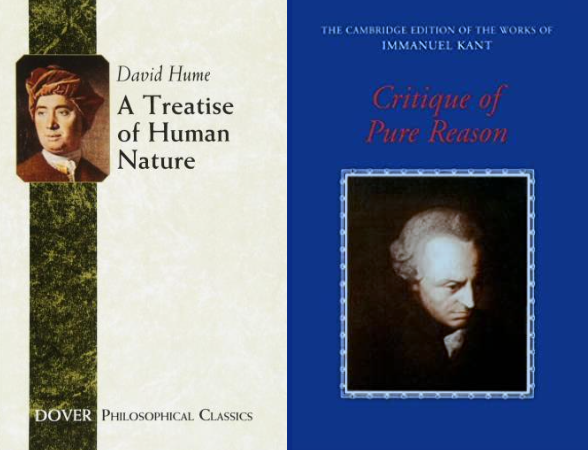 David Hume
A Treatise
of Human
Nature
DOVER PHILOSOPHICAL CLASSICS
THE CAMBRIDGE EDITION OF THE WORKS OF
IMMANUEL KANT
Critique of
Pure Reason